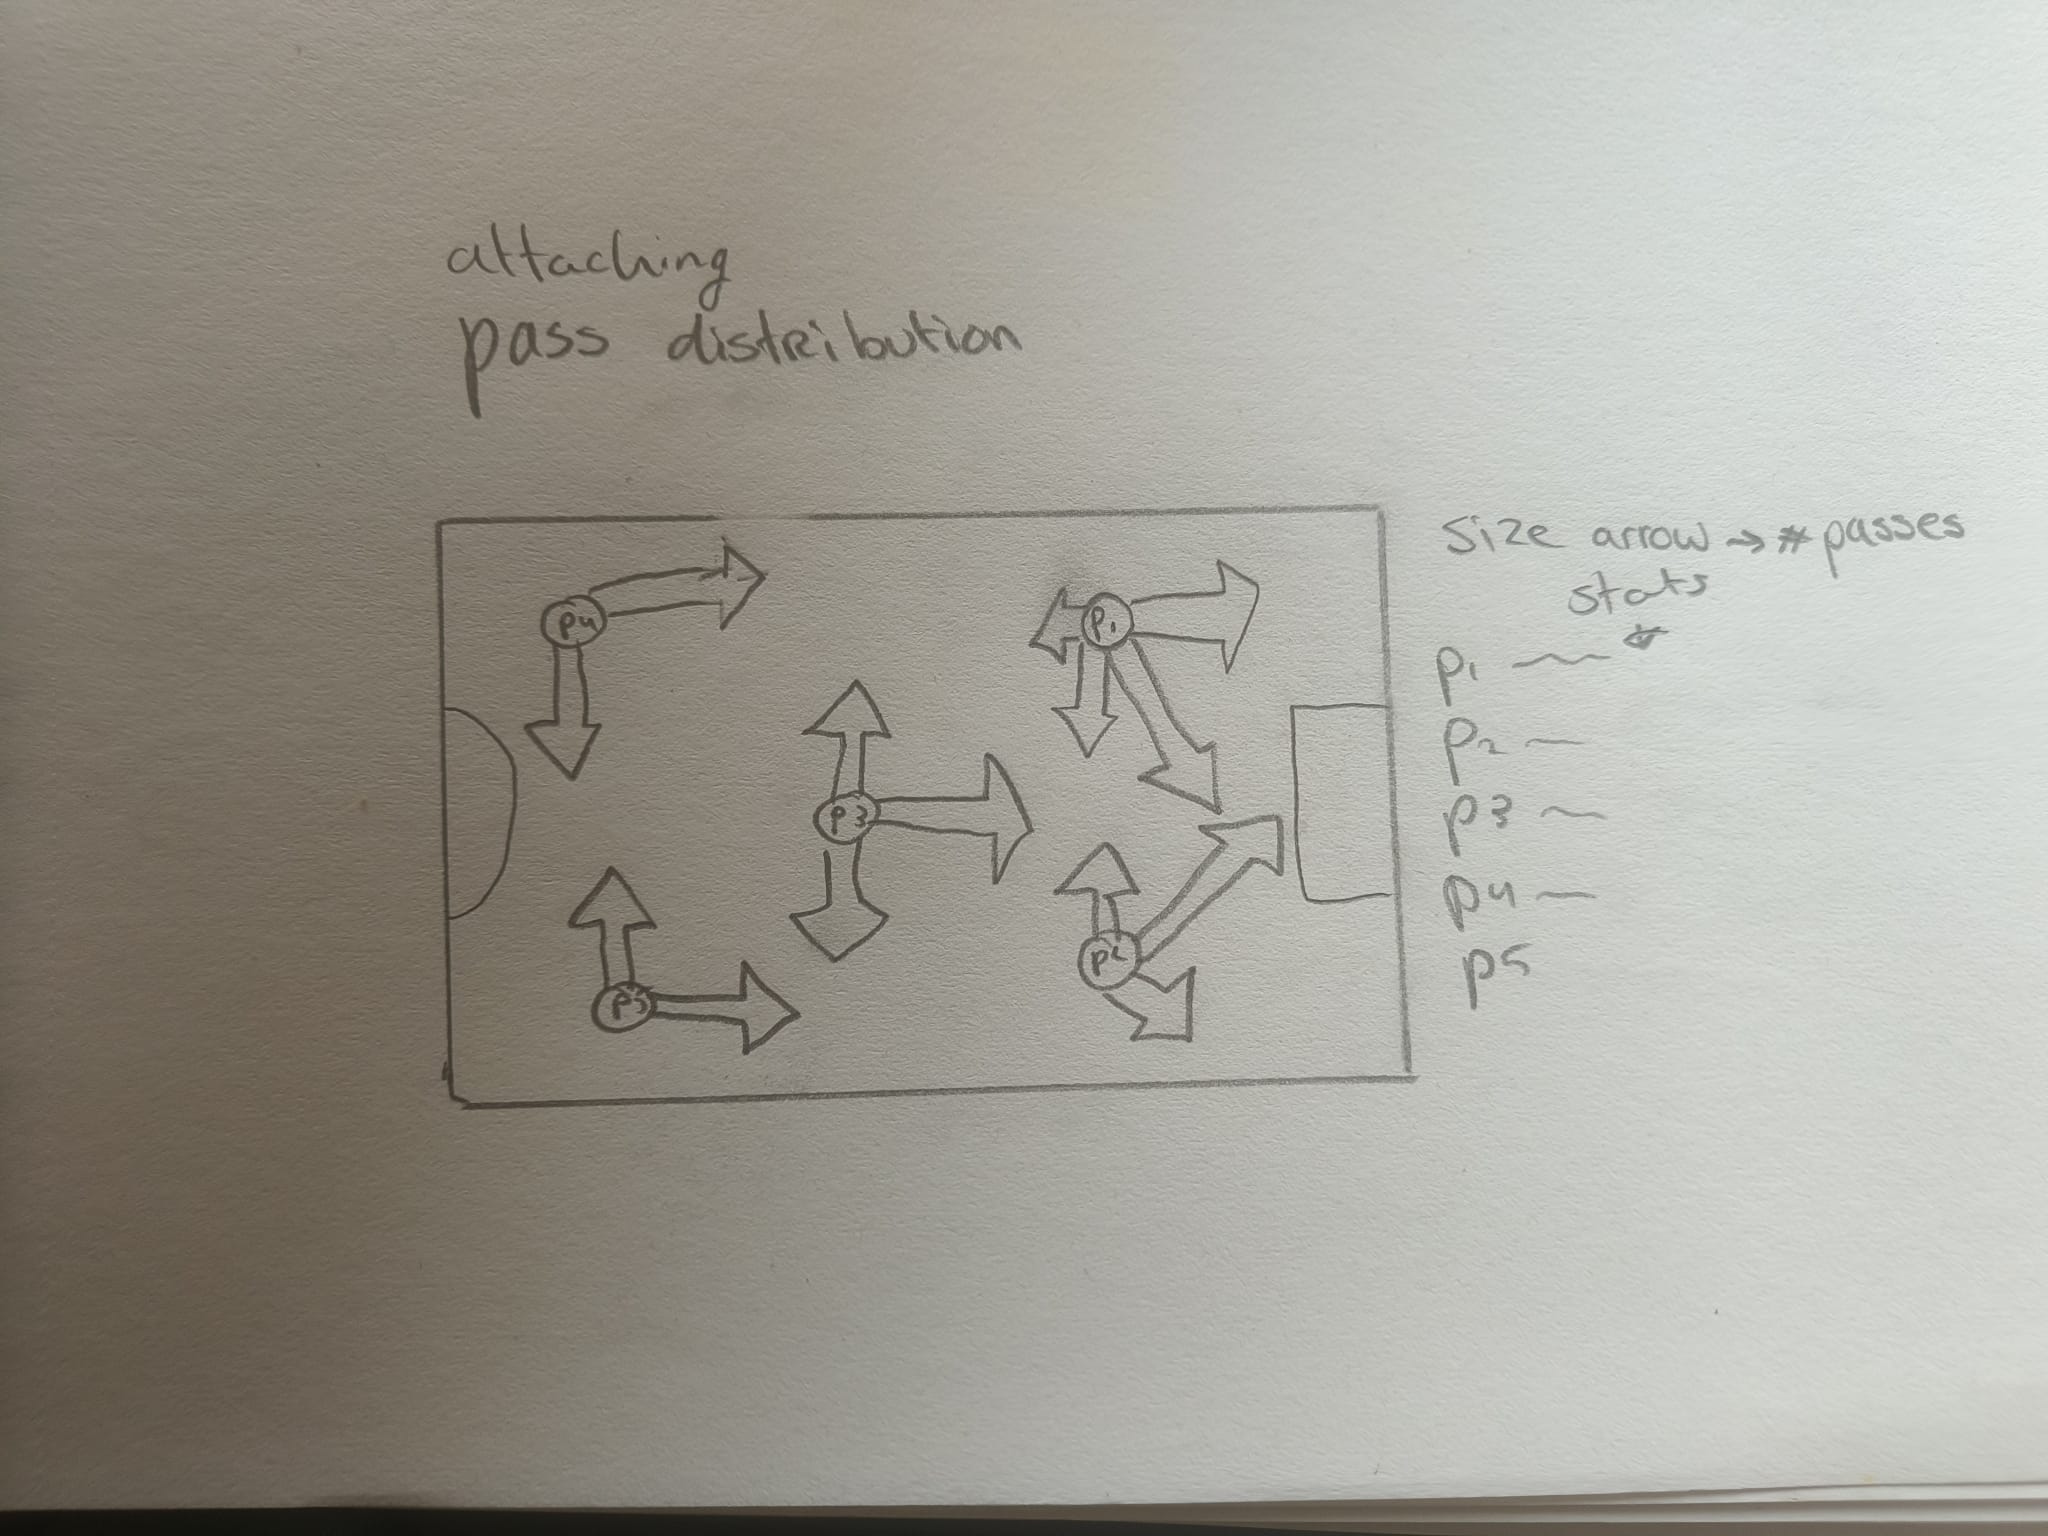 attaching
pass distribution
size arrow → # passes
stats
p4
p1
p3
p2
p5
p1
p2
p3
p4
p5